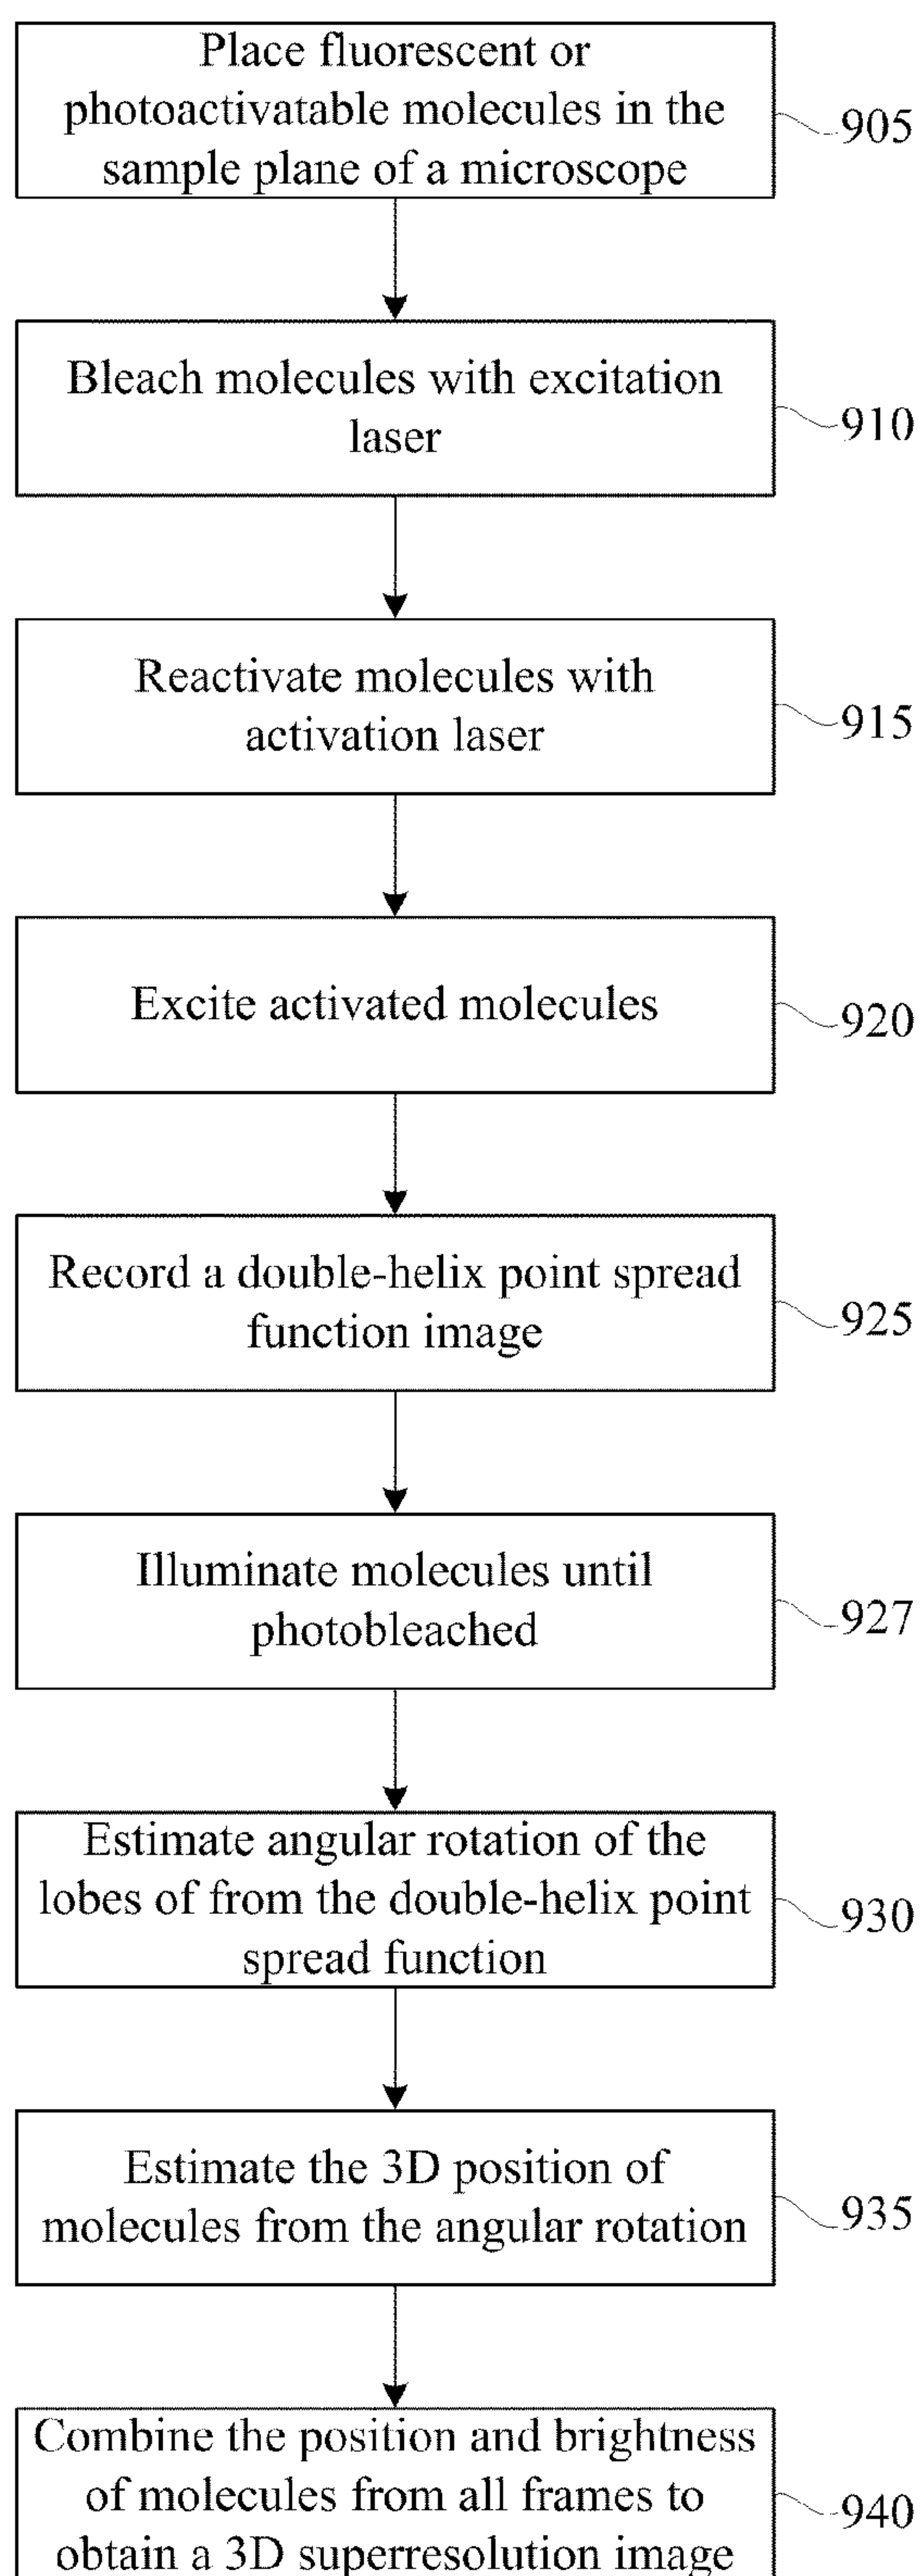 Place fluorescent or
photoactivatable molecules in the
sample plane of a microscope
905
Bleach molecules with excitation
laser
910
Reactivate molecules with
activation laser
915
Excite activated molecules
920
Record a double-helix point spread
function image
925
Illuminate molecules until
photobleached
927
Estimate angular rotation of the
lobes of from the double-helix point
spread function
930
Estimate the 3D position of
molecules from the angular rotation
935
Combine the position and brightness
of molecules from all frames to
obtain a 3D superresolution image
940